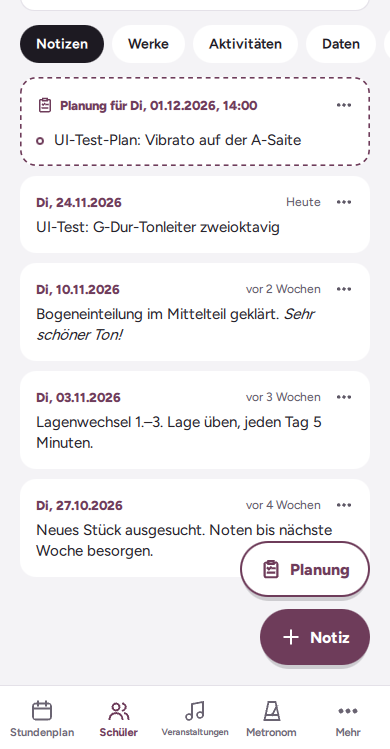 Notizen
Werke
Aktivitäten
Daten
Planung für Di, 01.12.2026, 14:00
UI-Test-Plan: Vibrato auf der A-Saite
Di, 24.11.2026
Heute
UI-Test: G-Dur-Tonleiter zweioktavig
Di, 10.11.2026
vor 2 Wochen
Bogeneinteilung im Mittelteil geklärt. Sehr
schöner Ton!
Di, 03.11.2026
vor 3 Wochen
Lagenwechsel 1.–3. Lage üben, jeden Tag 5
Minuten.
Di, 27.10.2026
vor 4 Wochen
Neues Stück ausgesucht. Noten bis nächste
Woche besorgen.
Planung
Notiz
Stundenplan
Schüler
Veranstaltungen
Metronom
Mehr